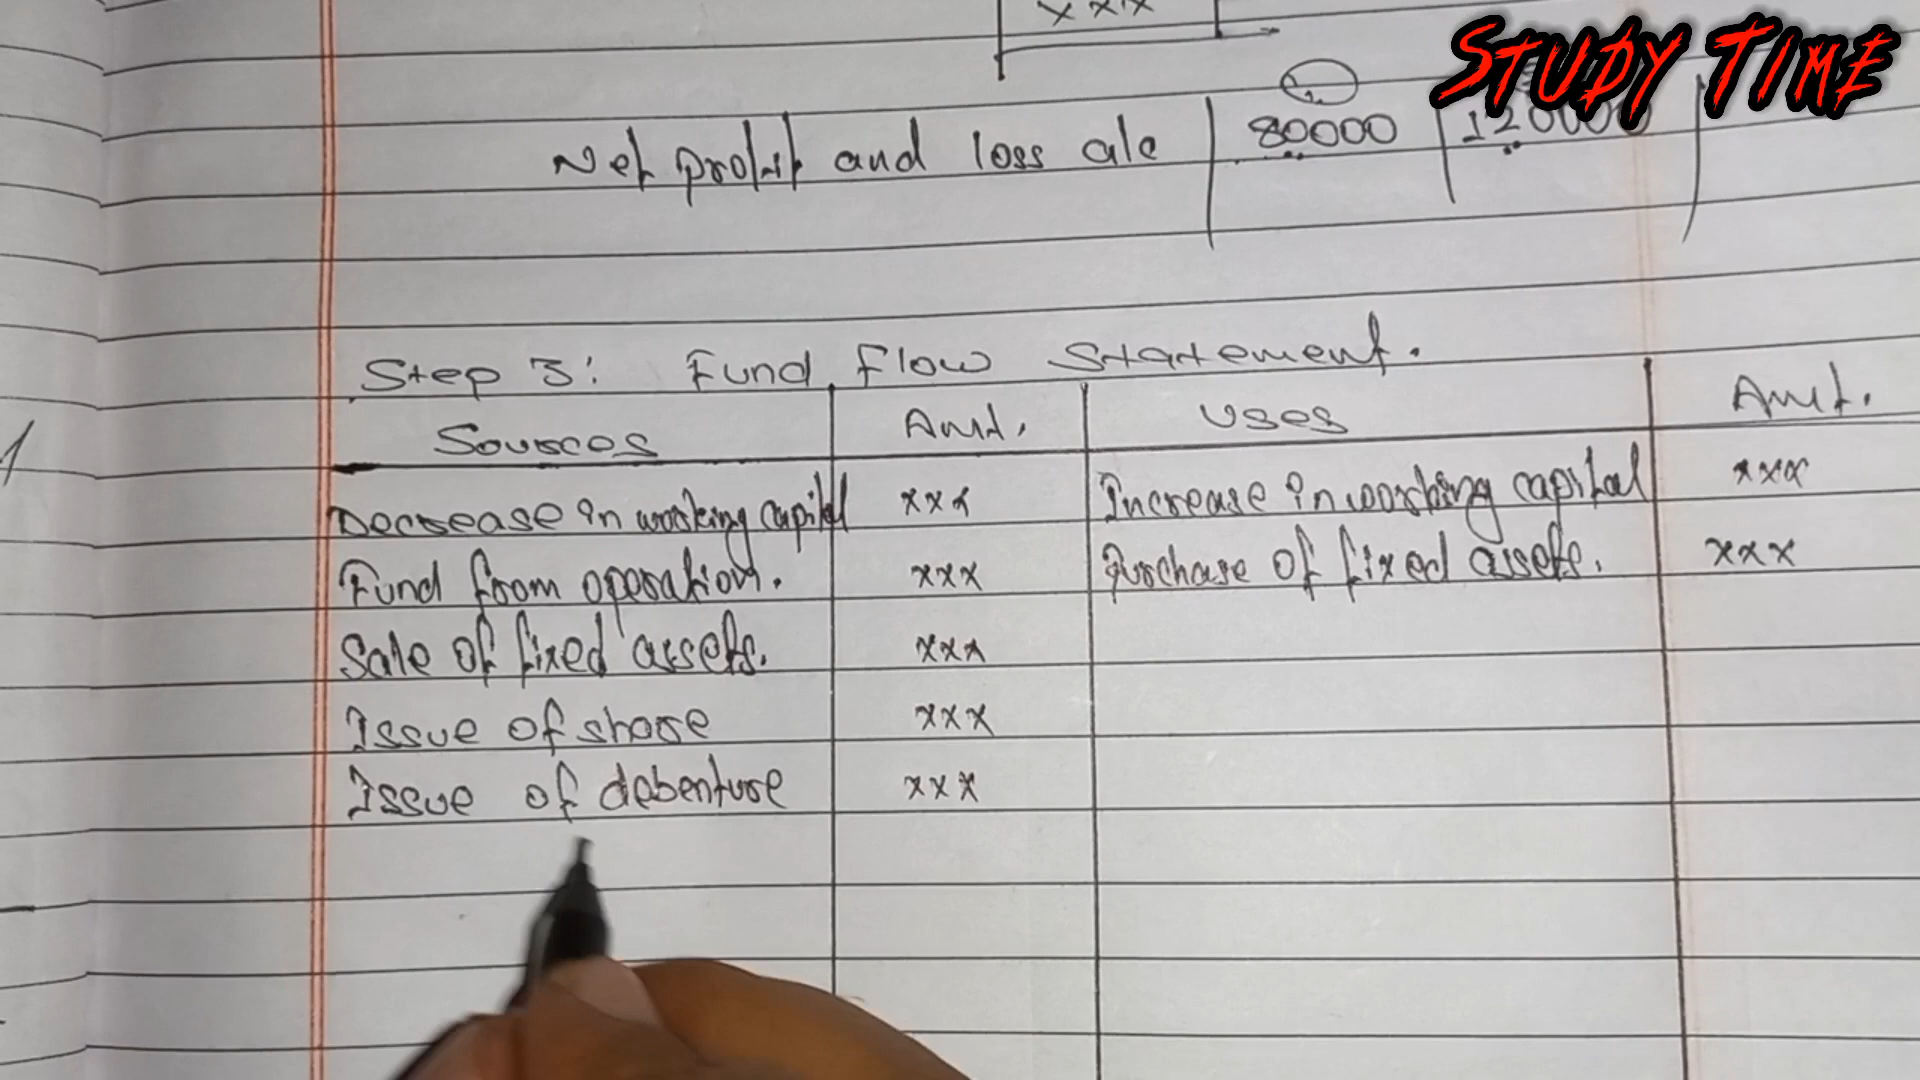 xxx
STUDY TIME
Net profit and loss a/c 80000 120000
Step 3: Fund Flow Statement.
Sources Amt. Uses Amt.
Decrease in working capital xxx Increase in working capital xxx
Fund from operation. xxx Purchase of fixed assets. xxx
Sale of fixed assets. xxx
Issue of share xxx
Issue of debenture xxx